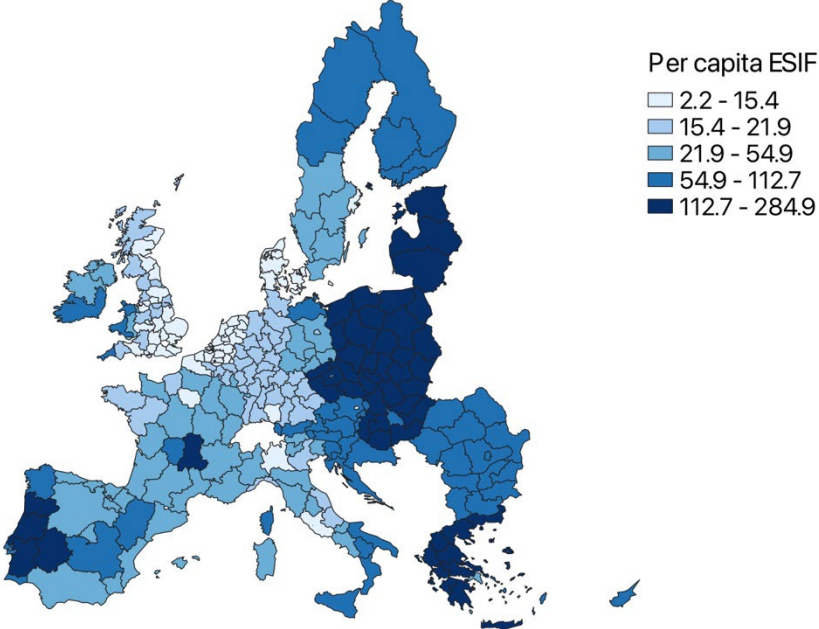 Per capita ESIF
2.2 - 15.4
15.4 - 21.9
21.9 - 54.9
54.9 - 112.7
112.7 - 284.9